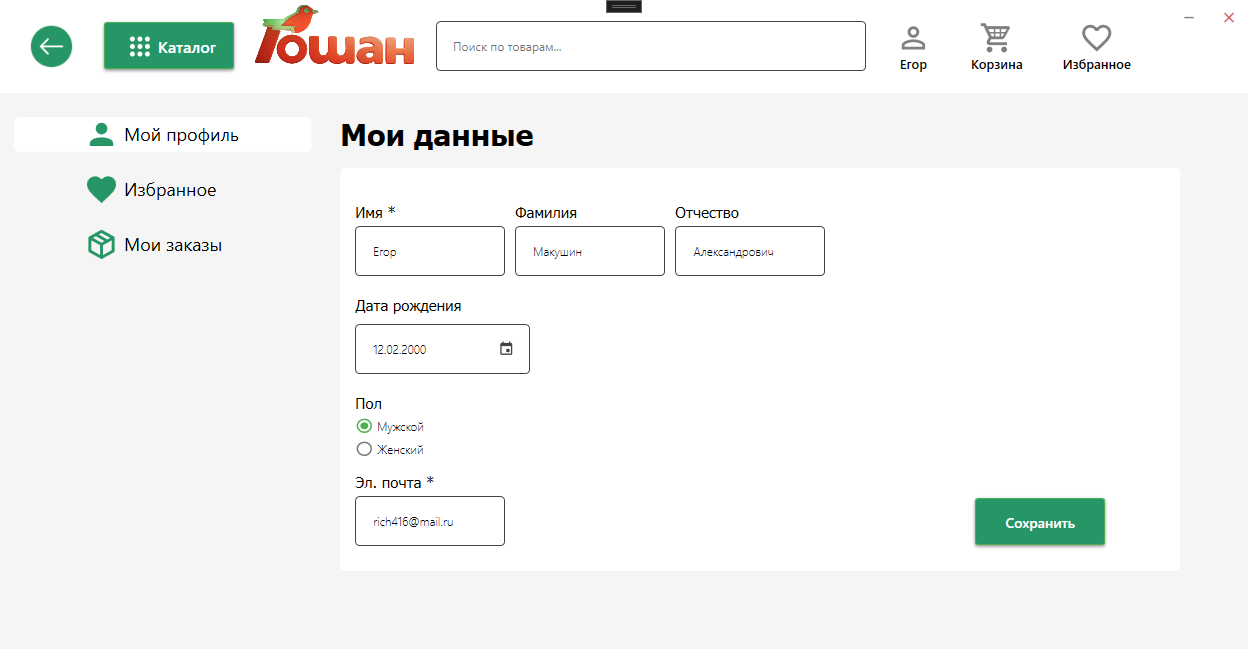 Каталог
Гошан
Поиск по товарам...
Егор
Корзина
Избранное
Мой профиль
Избранное
Мои заказы
Мои данные
Имя * Фамилия Отчество
Егор Макушин Александрович
Дата рождения
12.02.2000
Пол
Мужской
Женский
Эл. почта *
rich416@mail.ru
Сохранить